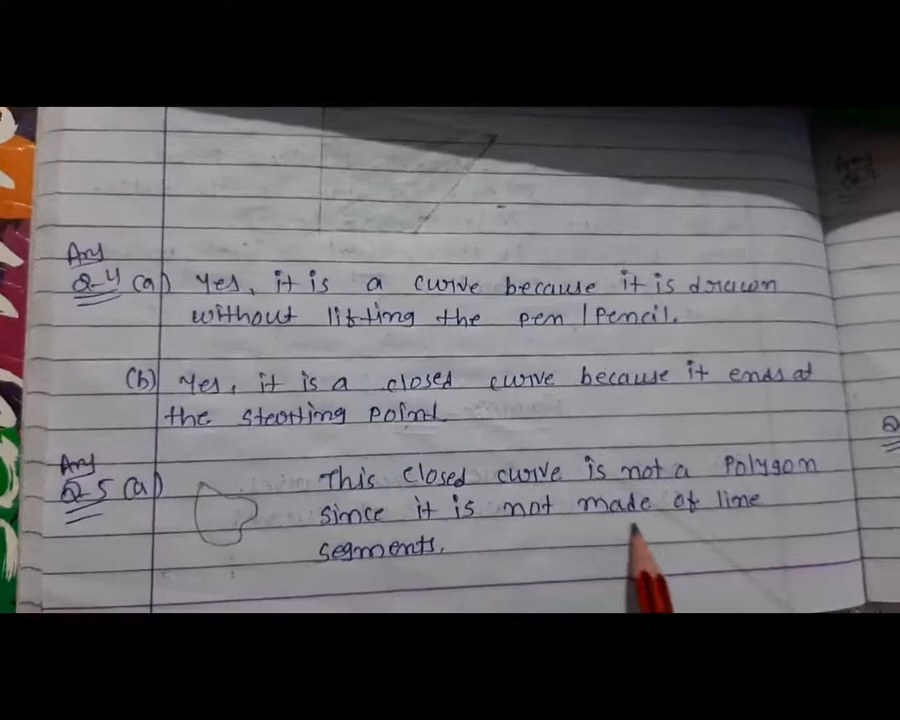 Ans
Q-4 (a) Yes, it is a curve because it is drawn
without lifting the pen / Pencil.
(b) Yes, it is a closed curve because it ends at
the starting point
Ans
Q-5 (a) This closed curve is not a Polygon
since it is not made of line
segments.